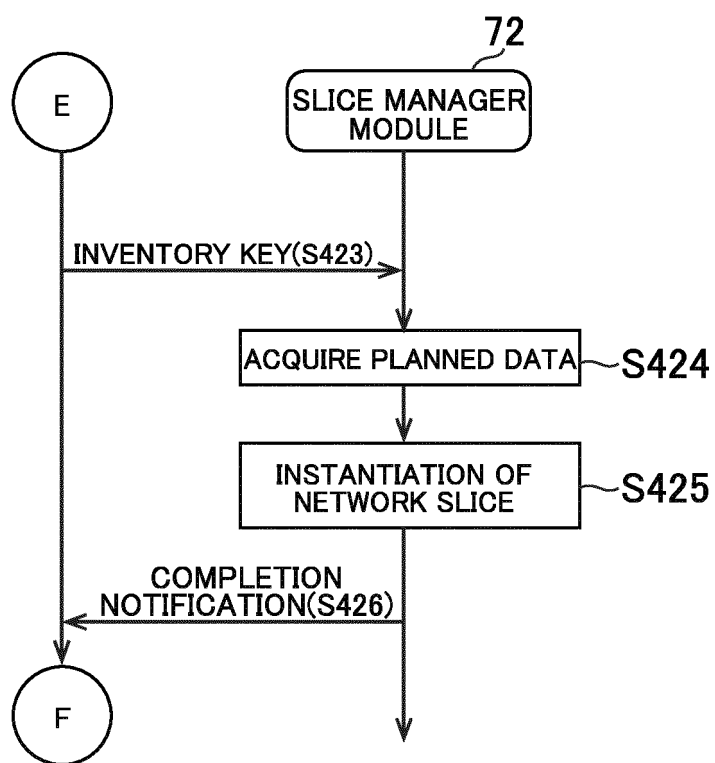 72
E
SLICE MANAGER
MODULE
INVENTORY KEY(S423)
ACQUIRE PLANNED DATA
S424
INSTANTIATION OF
NETWORK SLICE
S425
COMPLETION
NOTIFICATION(S426)
F